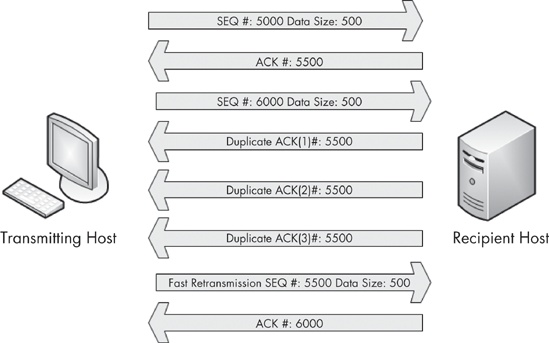 SEQ #: 5000 Data Size: 500
ACK #: 5500
SEQ #: 6000 Data Size: 500
Duplicate ACK(1)#: 5500
Duplicate ACK(2)#: 5500
Duplicate ACK(3)#: 5500
Transmitting Host
Recipient Host
Fast Retransmission SEQ #: 5500 Data Size: 500
ACK #: 6000